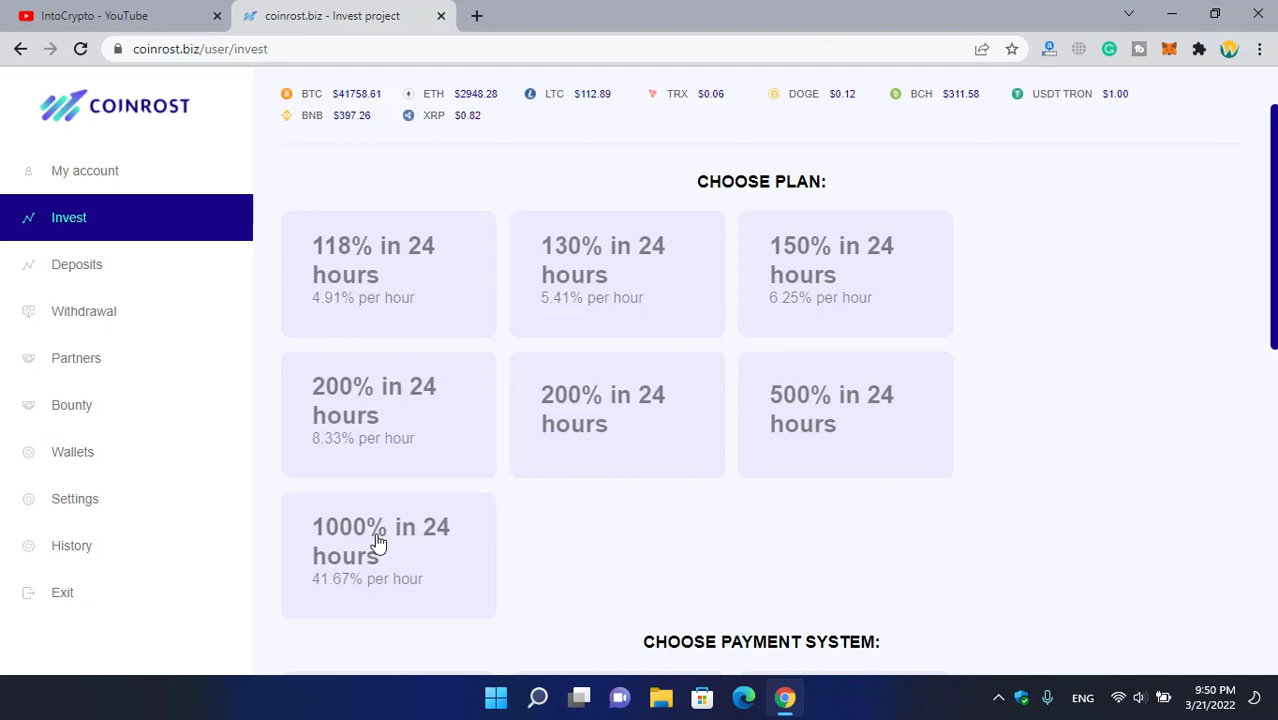 IntoCrypto - YouTube
coinrost.biz - Invest project
coinrost.biz/user/invest
COINROST
BTC $41758.61 ETH $2948.28 LTC $112.89 TRX $0.06 DOGE $0.12 BCH $311.58 USDT TRON $1.00
BNB $397.26 XRP $0.82
My account
Invest
Deposits
Withdrawal
Partners
Bounty
Wallets
Settings
History
Exit
CHOOSE PLAN:
118% in 24
hours
4.91% per hour
130% in 24
hours
5.41% per hour
150% in 24
hours
6.25% per hour
200% in 24
hours
8.33% per hour
200% in 24
hours
500% in 24
hours
1000% in 24
hours
41.67% per hour
CHOOSE PAYMENT SYSTEM:
ENG
9:50 PM
3/21/2022